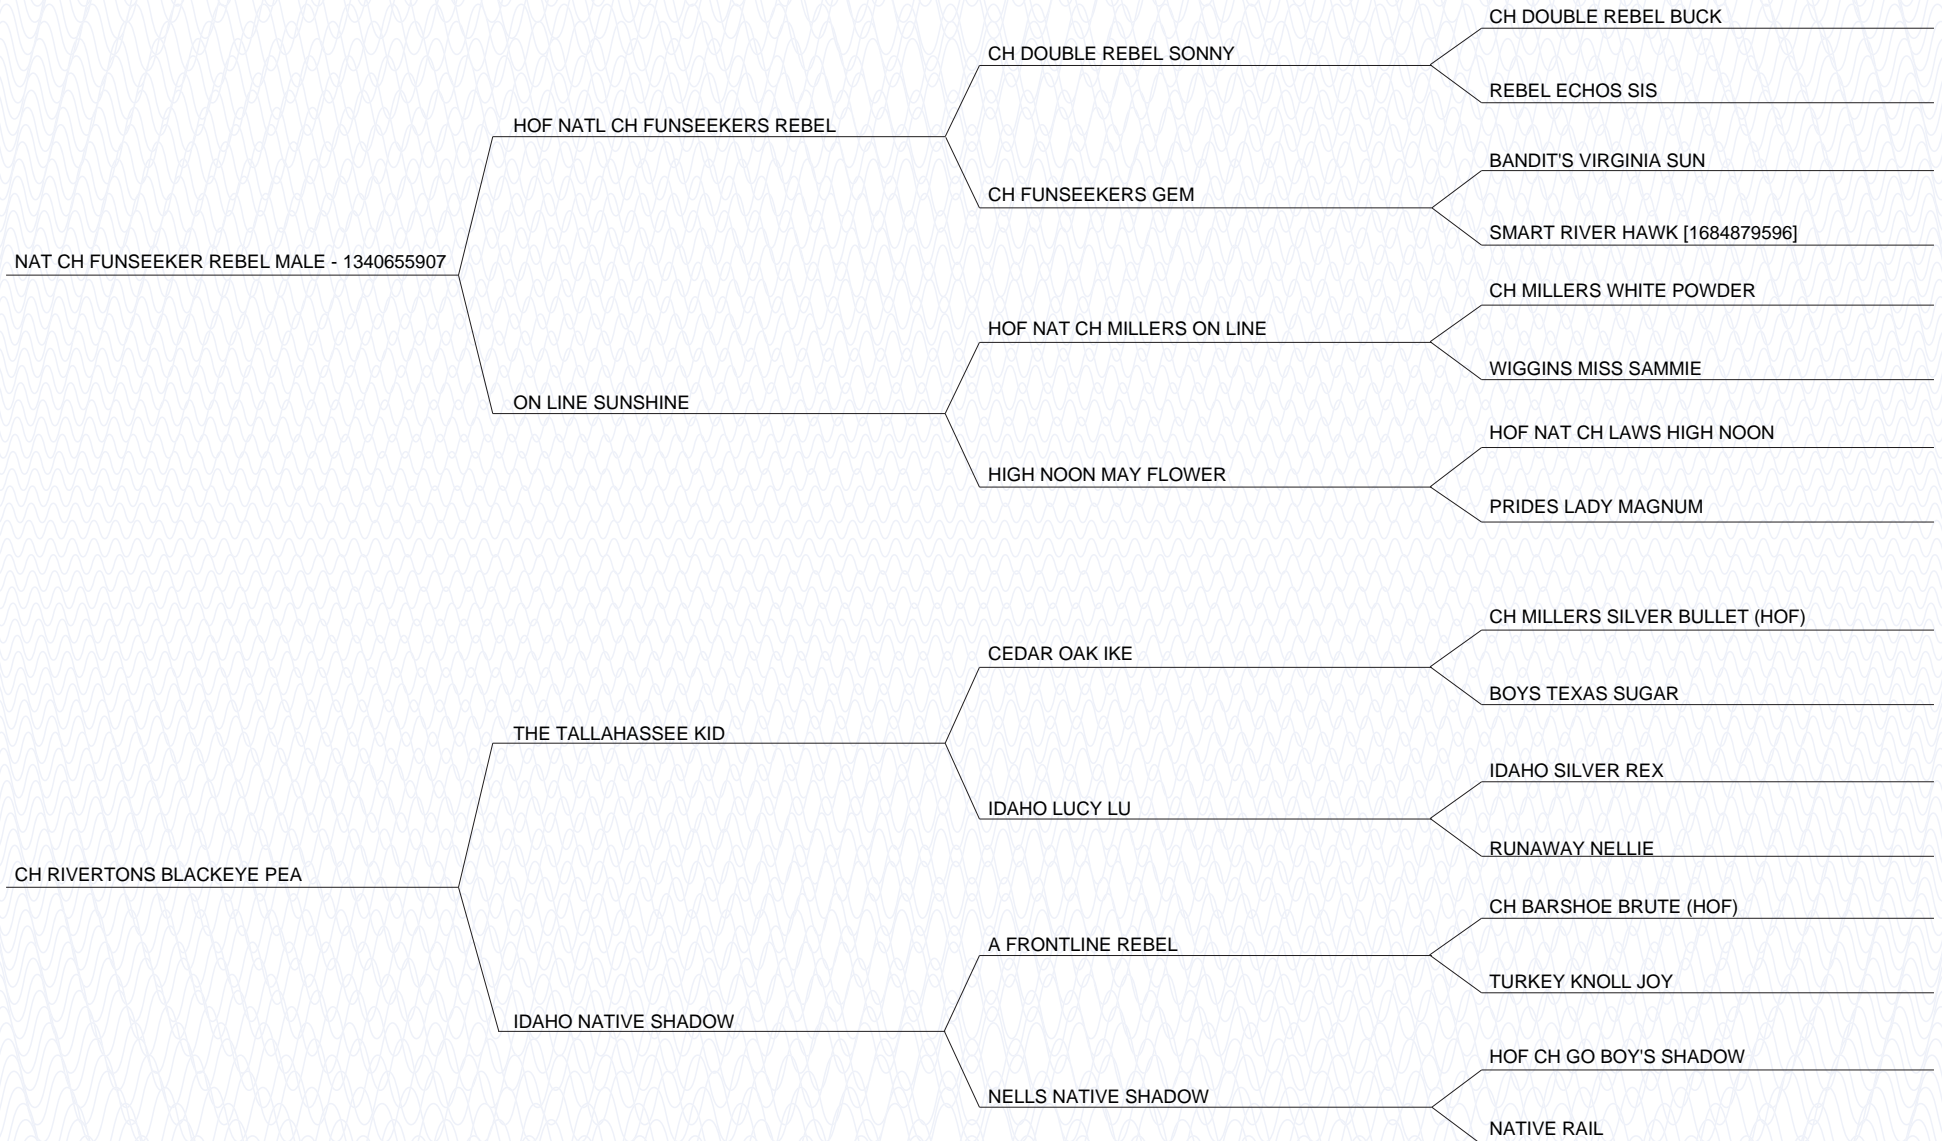 CH DOUBLE REBEL BUCK
CH DOUBLE REBEL SONNY
REBEL ECHOS SIS
HOF NATL CH FUNSEEKERS REBEL
BANDIT'S VIRGINIA SUN
CH FUNSEEKERS GEM
SMART RIVER HAWK [1684879596]
NAT CH FUNSEEKER REBEL MALE - 1340655907
CH MILLERS WHITE POWDER
HOF NAT CH MILLERS ON LINE
WIGGINS MISS SAMMIE
ON LINE SUNSHINE
HOF NAT CH LAWS HIGH NOON
HIGH NOON MAY FLOWER
PRIDES LADY MAGNUM
CH MILLERS SILVER BULLET (HOF)
CEDAR OAK IKE
BOYS TEXAS SUGAR
THE TALLAHASSEE KID
IDAHO SILVER REX
IDAHO LUCY LU
RUNAWAY NELLIE
CH RIVERTONS BLACKEYE PEA
CH BARSHOE BRUTE (HOF)
A FRONTLINE REBEL
TURKEY KNOLL JOY
IDAHO NATIVE SHADOW
HOF CH GO BOY'S SHADOW
NELLS NATIVE SHADOW
NATIVE RAIL